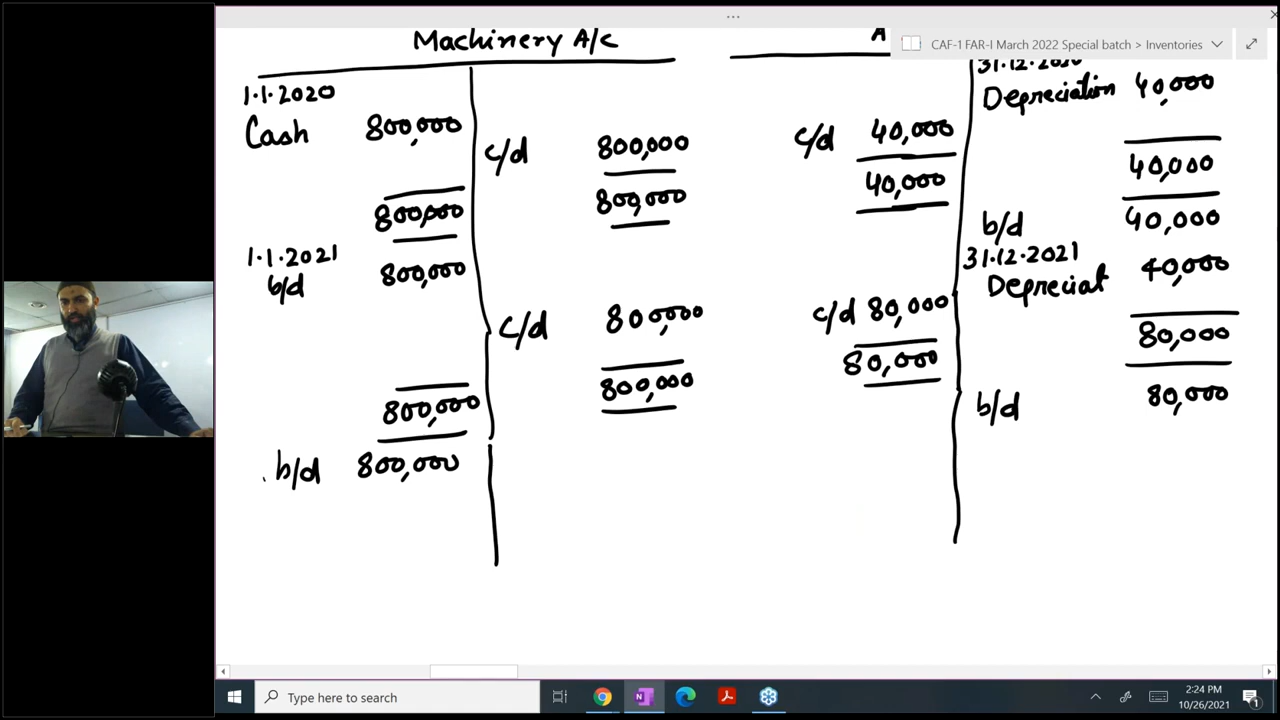 CAF-1 FAR-I March 2022 Special batch > Inventories
Machinery A/c
A
1.1.2020
Cash 800,000
c/d 800,000
800,000
800,000
1.1.2021
b/d 800,000
c/d 800,000
800,000
800,000
b/d 800,000
31.12.2020
Depreciation 40,000
c/d 40,000
40,000
40,000
b/d 40,000
31.12.2021
Depreciat 40,000
c/d 80,000
80,000
80,000
b/d 80,000
Type here to search
2:24 PM
10/26/2021
1